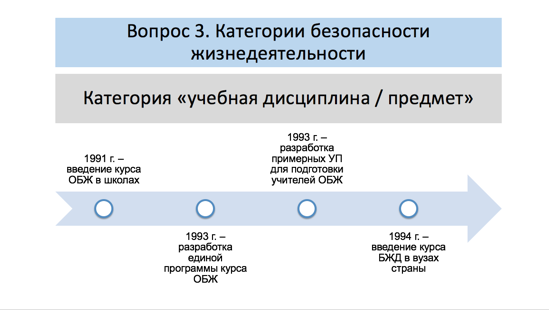 Вопрос 3. Категории безопасности
жизнедеятельности
Категория «учебная дисциплина / предмет»
1991 г. –
введение курса
ОБЖ в школах
1993 г. –
разработка
единой
программы курса
ОБЖ
1993 г. –
разработка
примерных УП
для подготовки
учителей ОБЖ
1994 г. –
введение курса
БЖД в вузах
страны